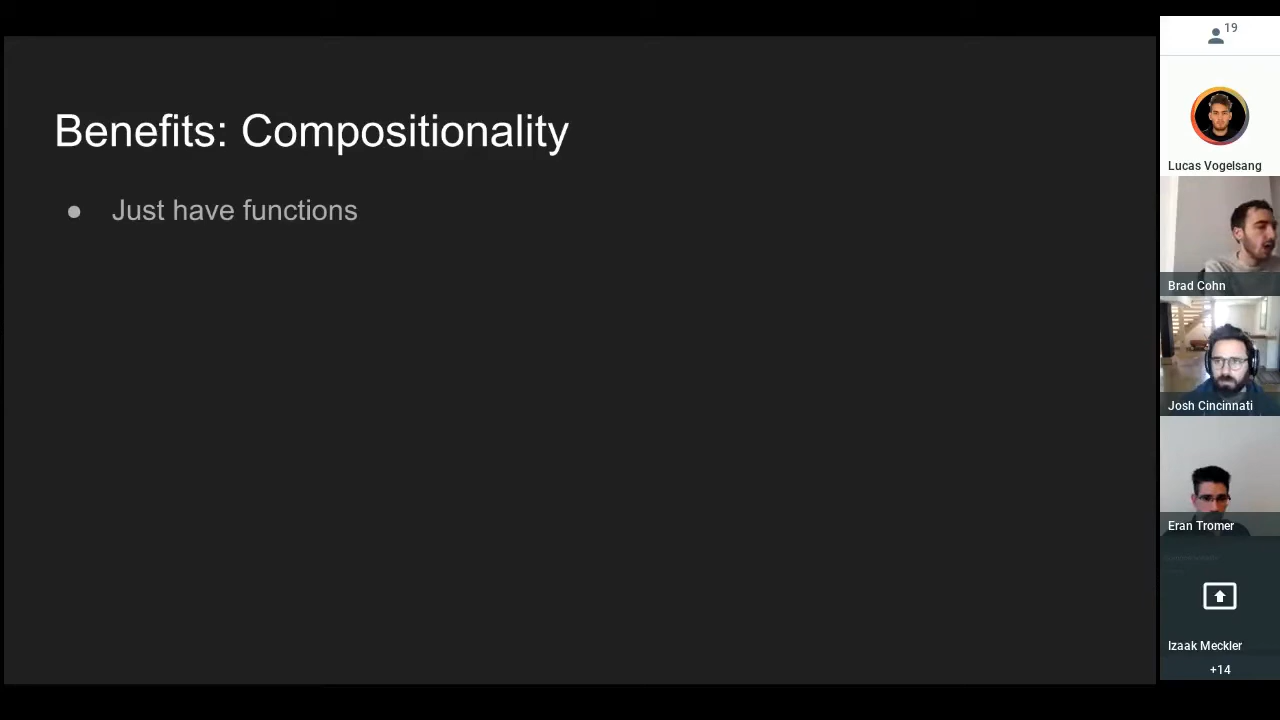 Benefits: Compositionality
● Just have functions
19
Lucas Vogelsang
Brad Cohn
Josh Cincinnati
Eran Tromer
Izaak Meckler
+14